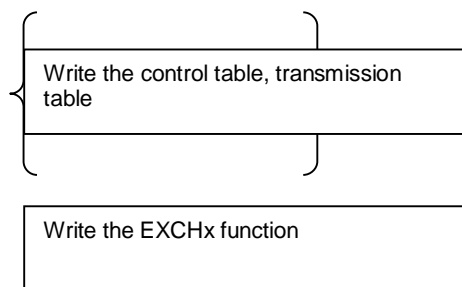 Write the control table, transmission
table
Write the EXCHx function